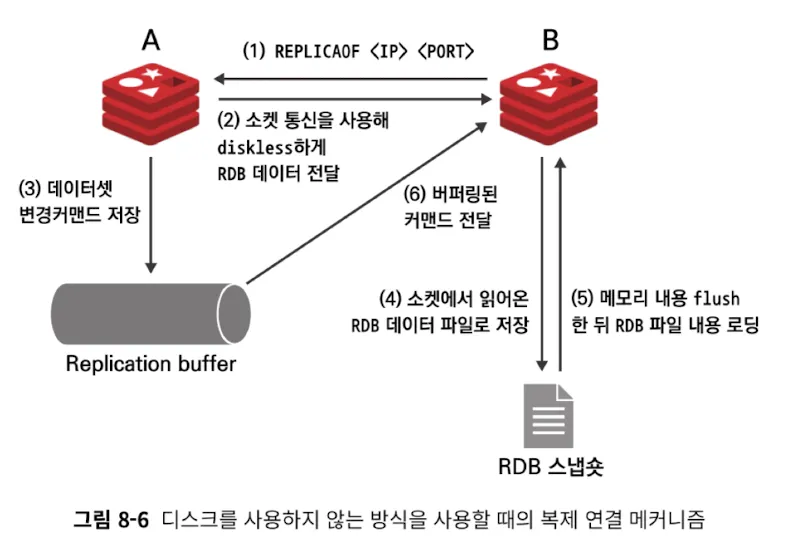 A
B
(1) REPLICAOF <IP> <PORT>
(2) 소켓 통신을 사용해
diskless하게
RDB 데이터 전달
(3) 데이터셋
변경커맨드 저장
(6) 버퍼링된
커맨드 전달
Replication buffer
(4) 소켓에서 읽어온
RDB 데이터 파일로 저장
(5) 메모리 내용 flush
한 뒤 RDB 파일 내용 로딩
RDB 스냅숏
그림 8-6 디스크를 사용하지 않는 방식을 사용할 때의 복제 연결 메커니즘